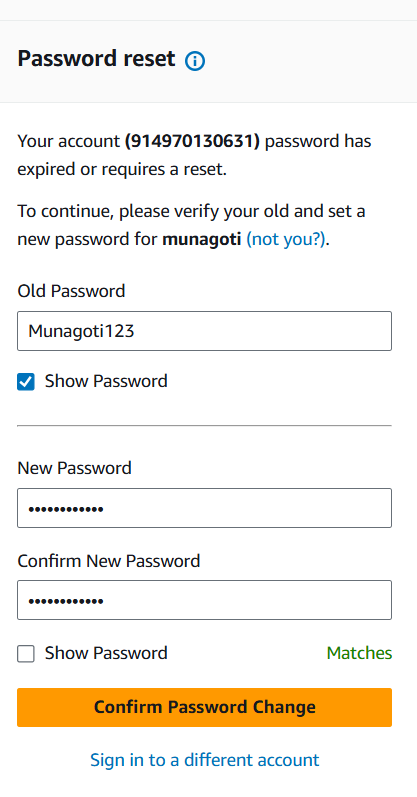 Password reset
Your account (914970130631) password has
expired or requires a reset.
To continue, please verify your old and set a
new password for munagoti (not you?).
Old Password
Munagoti123
Show Password
New Password
••••••••••••
Confirm New Password
••••••••••••
Show Password Matches
Confirm Password Change
Sign in to a different account